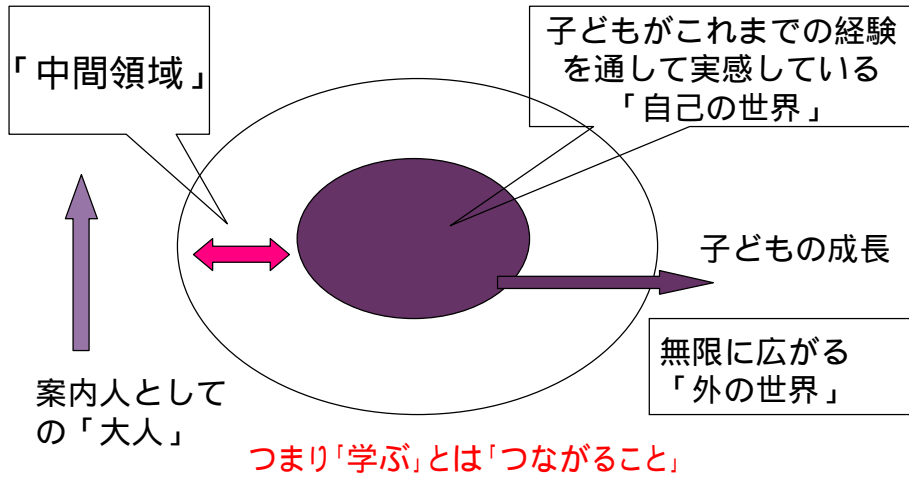 「中間領域」
子どもがこれまでの経験
を通して実感している
「自己の世界」
子どもの成長
無限に広がる
「外の世界」
案内人として
の「大人」
つまり「学ぶ」とは「つながること」